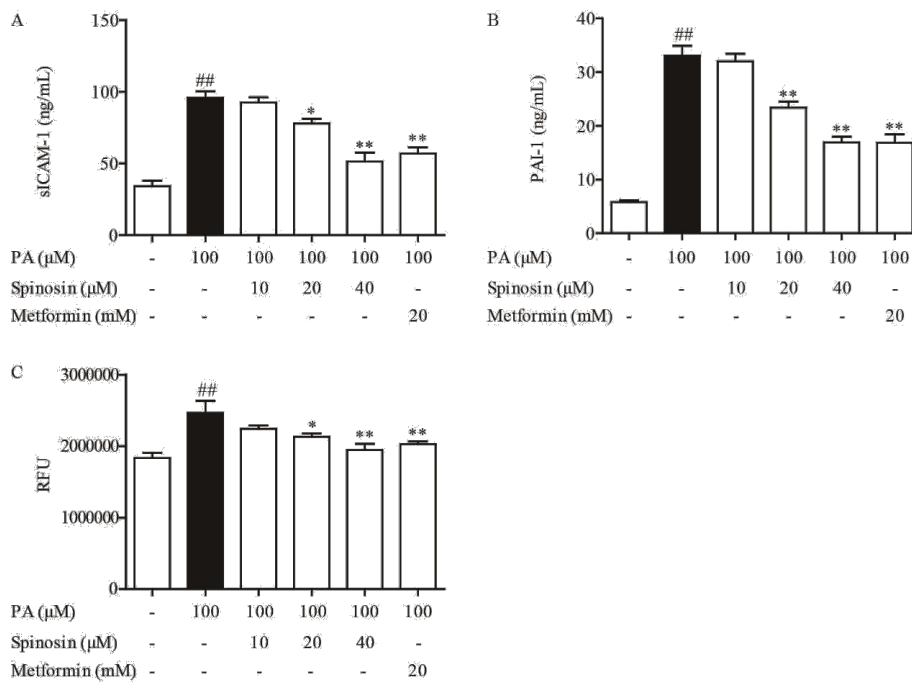 A
150
100
50
0
sICAM-1 (ng/mL)
##
*
**
**
PA (μM) - 100 100 100 100 100
Spinosin (μM) - - 10 20 40 -
Metformin (mM) - - - - - 20
B
40
30
20
10
0
PAI-1 (ng/mL)
##
**
**
**
PA (μM) - 100 100 100 100 100
Spinosin (μM) - - 10 20 40 -
Metformin (mM) - - - - - 20
C
3000000
2000000
1000000
0
RFU
##
*
**
**
PA (μM) - 100 100 100 100 100
Spinosin (μM) - - 10 20 40 -
Metformin (mM) - - - - - 20